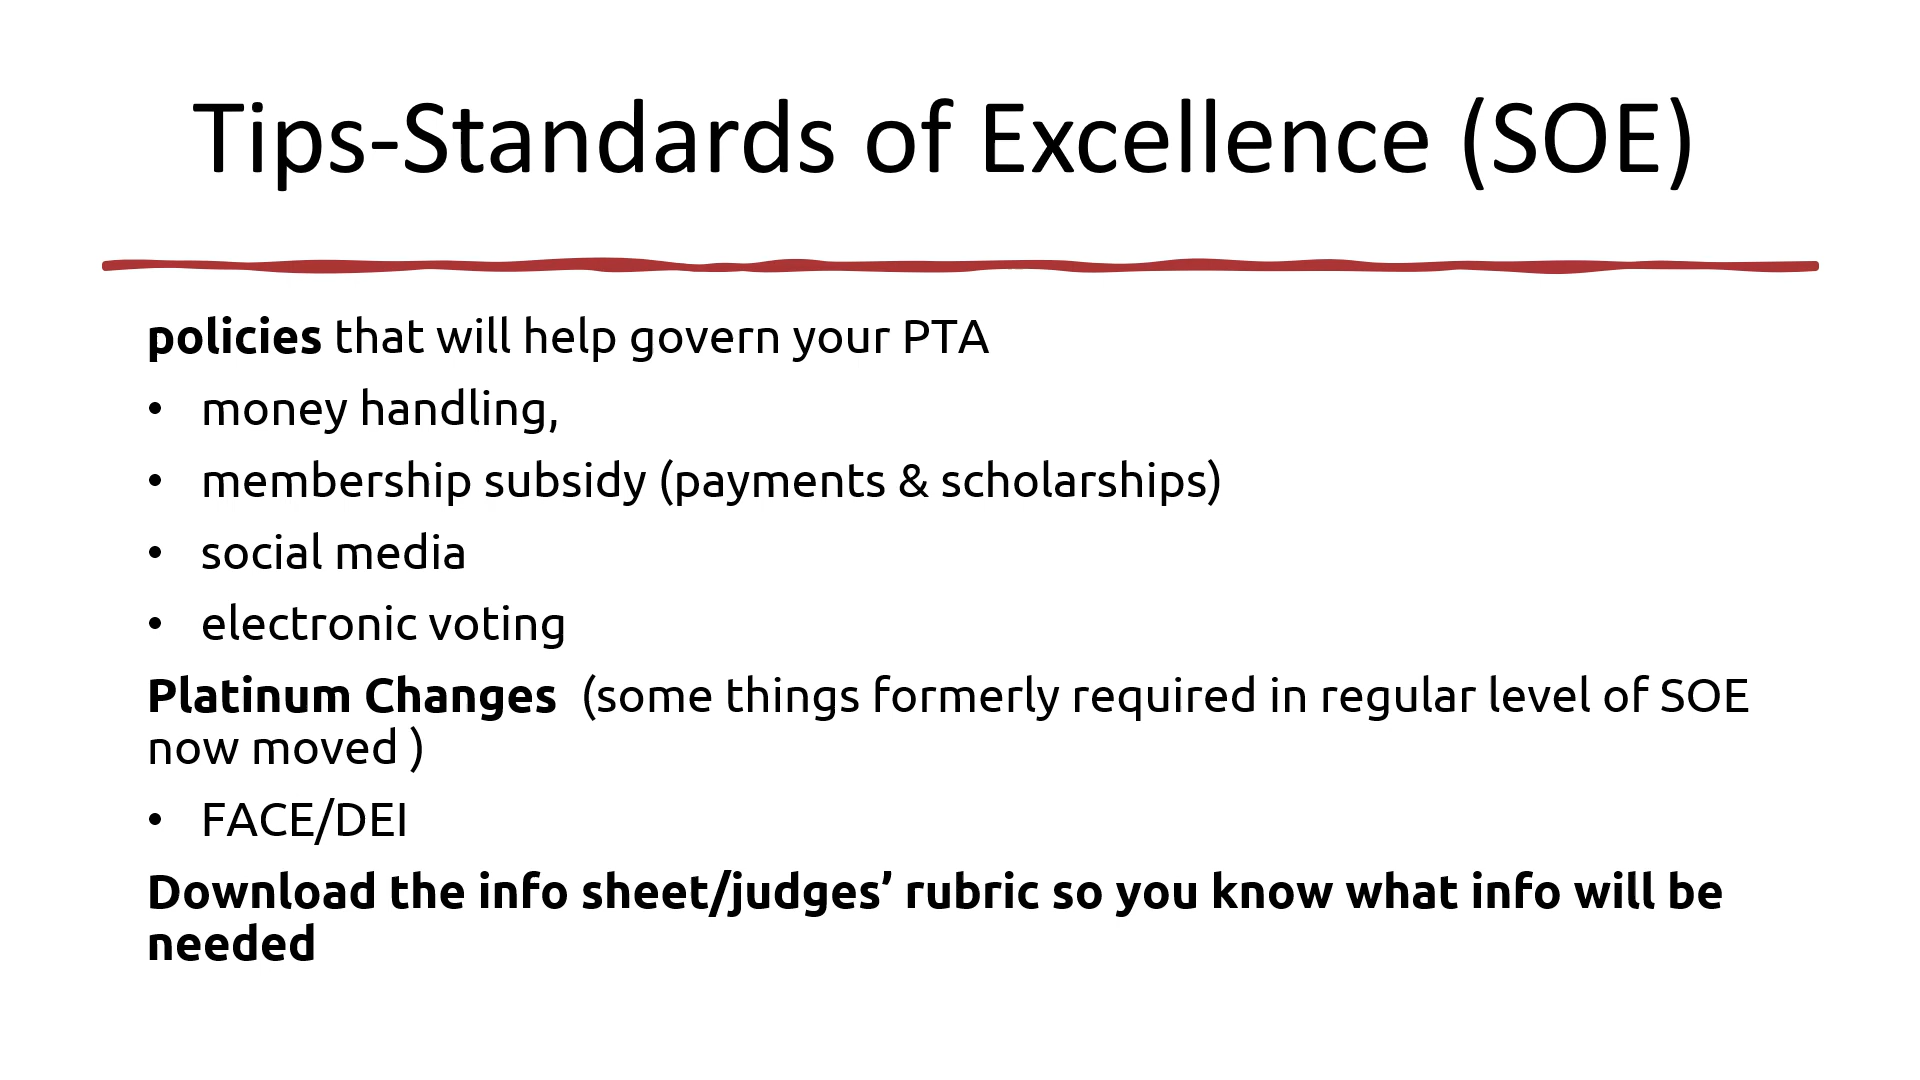 Tips-Standards of Excellence (SOE)
policies that will help govern your PTA
• money handling,
• membership subsidy (payments & scholarships)
• social media
• electronic voting
Platinum Changes  (some things formerly required in regular level of SOE
now moved )
• FACE/DEI
Download the info sheet/judges’ rubric so you know what info will be
needed